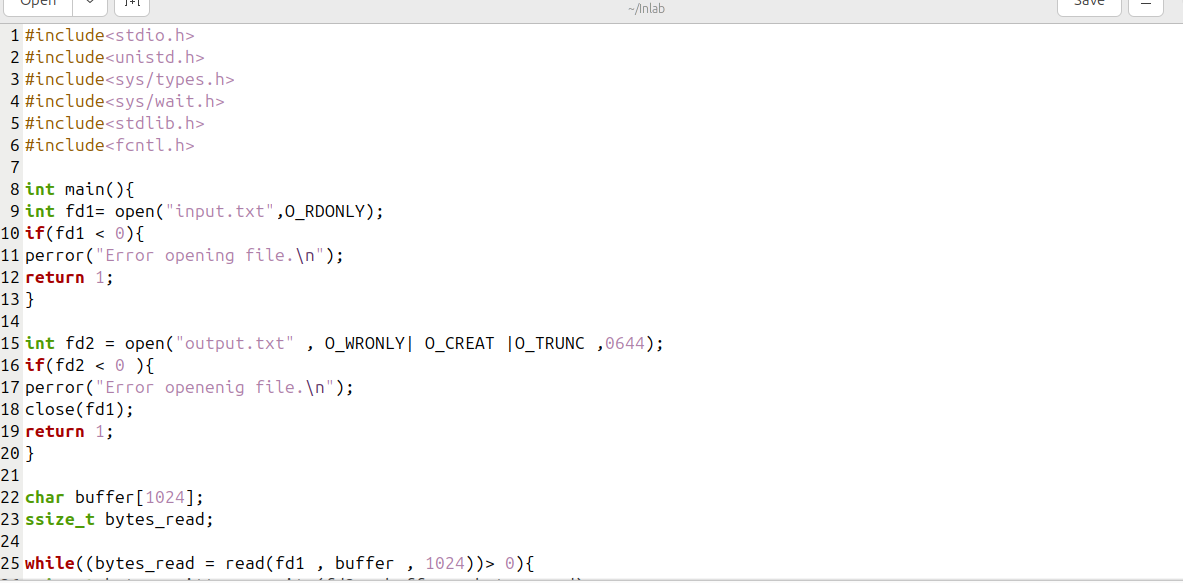 Open
Save
~/Inlab
1 #include<stdio.h>
2 #include<unistd.h>
3 #include<sys/types.h>
4 #include<sys/wait.h>
5 #include<stdlib.h>
6 #include<fcntl.h>
7
8 int main(){
9 int fd1= open("input.txt",O_RDONLY);
10 if(fd1 < 0){
11 perror("Error opening file.\n");
12 return 1;
13 }
14
15 int fd2 = open("output.txt" , O_WRONLY| O_CREAT |O_TRUNC ,0644);
16 if(fd2 < 0 ){
17 perror("Error openenig file.\n");
18 close(fd1);
19 return 1;
20 }
21
22 char buffer[1024];
23 ssize_t bytes_read;
24
25 while((bytes_read = read(fd1 , buffer , 1024))> 0){